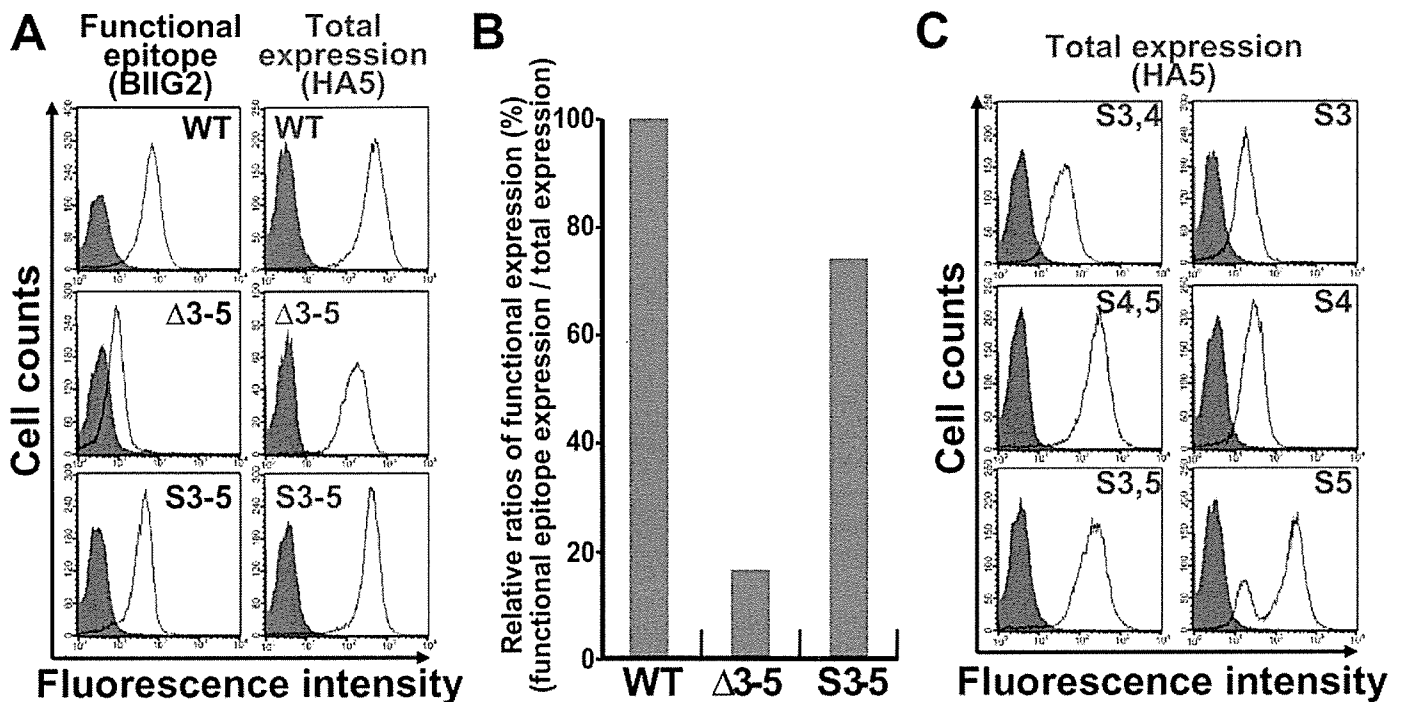 A
Functional
epitope
(BIIG2)
Total
expression
(HA5)
WT
WT
Δ3-5
Δ3-5
S3-5
S3-5
Cell counts
Fluorescence intensity
B
Relative ratios of functional expression (%)
(functional epitope expression / total expression)
100
80
60
40
20
0
WT
Δ3-5
S3-5
C
Total expression
(HA5)
S3,4
S3
S4,5
S4
S3,5
S5
Cell counts
Fluorescence intensity